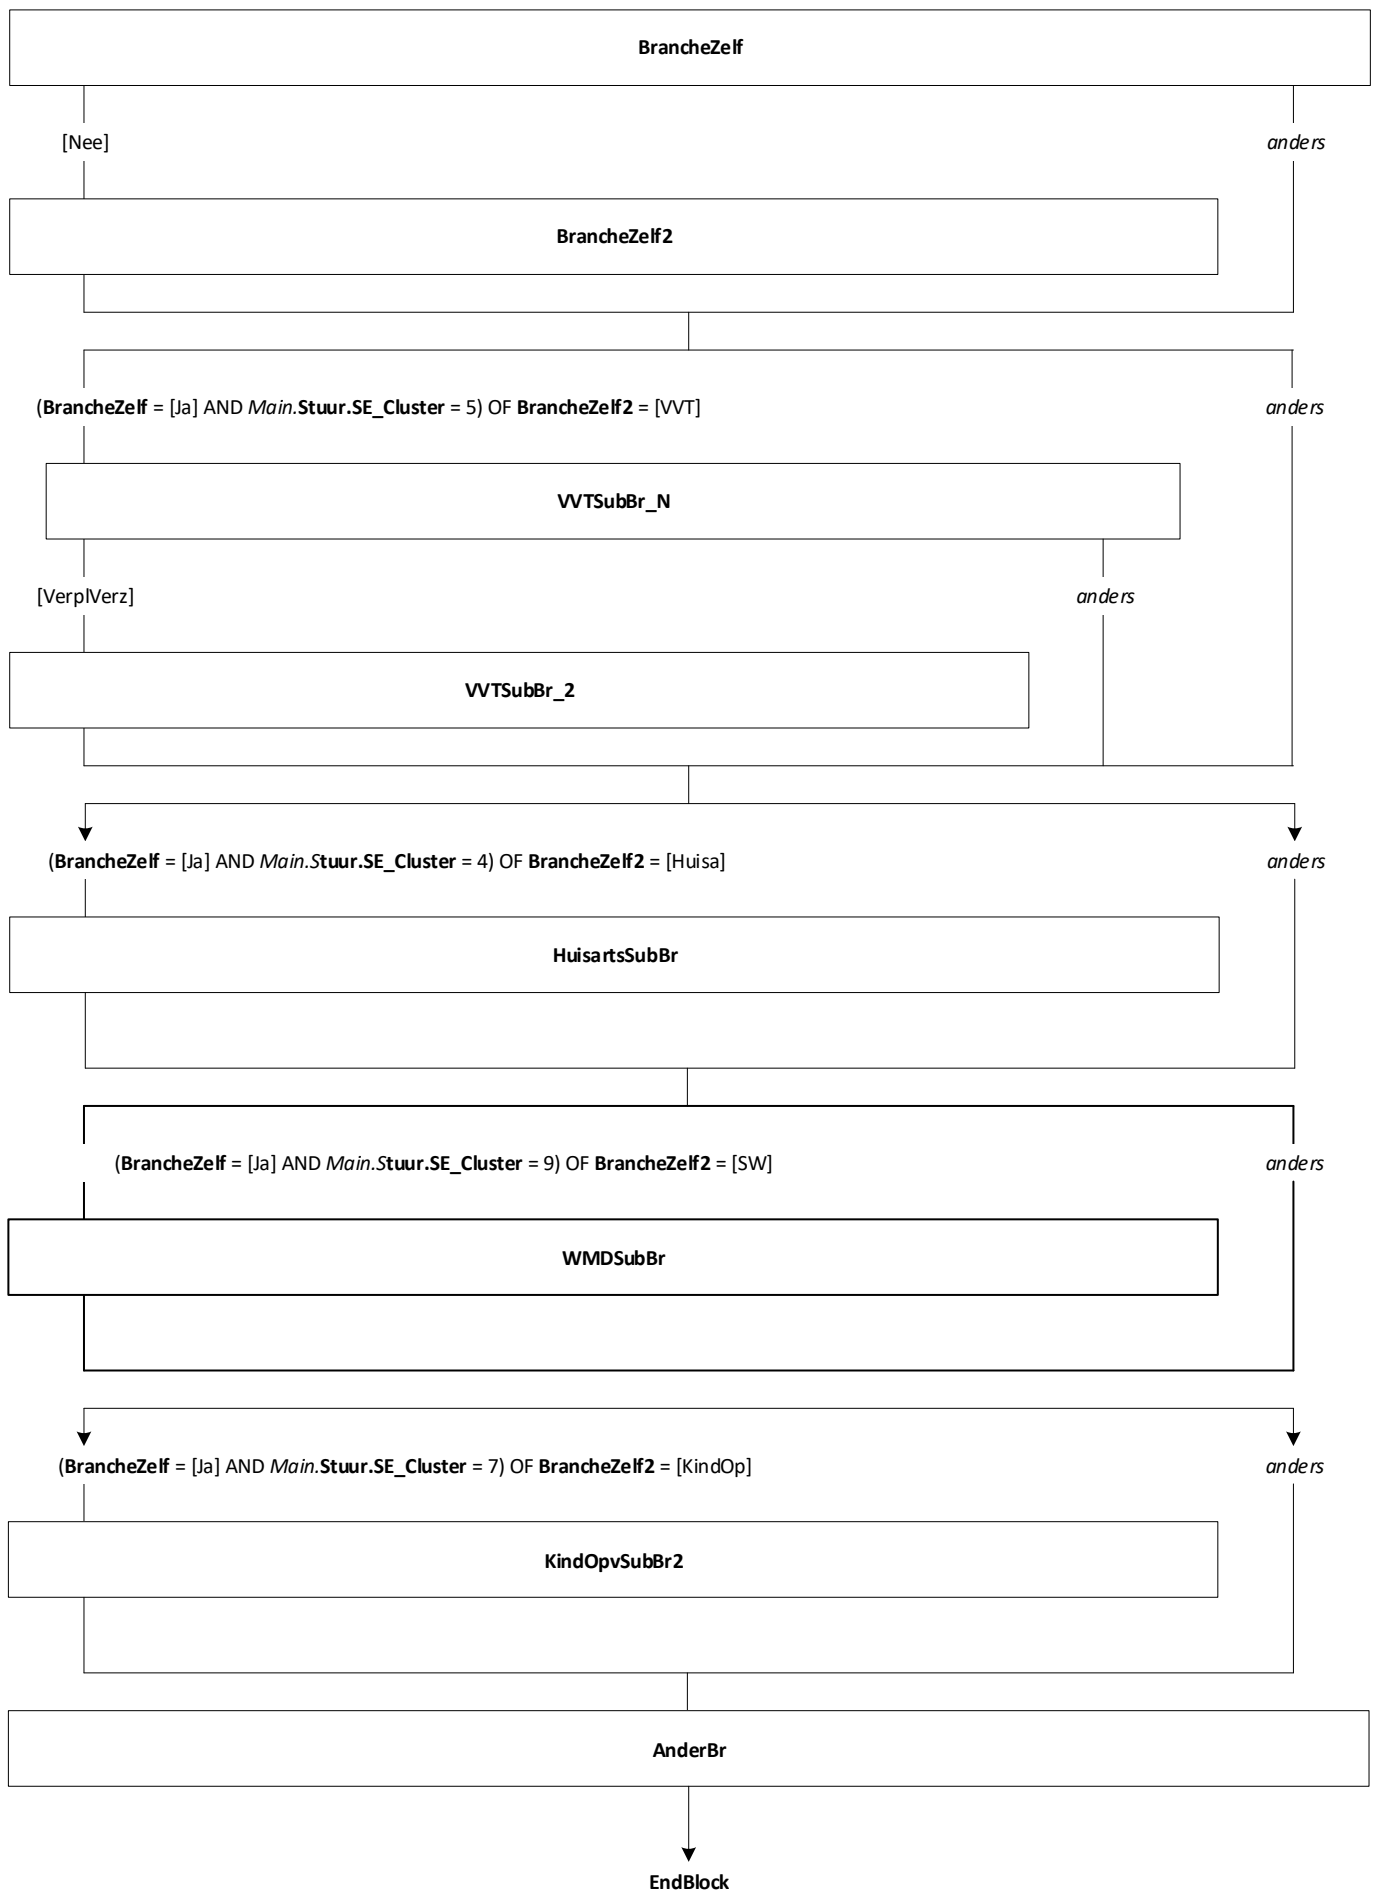 BrancheZelf
[Nee] anders
BrancheZelf2
(BrancheZelf = [Ja] AND Main.Stuur.SE_Cluster = 5) OF BrancheZelf2 = [VVT] anders
VVTSubBr_N
[VerplVerz] anders
VVTSubBr_2
(BrancheZelf = [Ja] AND Main.Stuur.SE_Cluster = 4) OF BrancheZelf2 = [Huisa] anders
HuisartsSubBr
(BrancheZelf = [Ja] AND Main.Stuur.SE_Cluster = 9) OF BrancheZelf2 = [SW] anders
WMDSubBr
(BrancheZelf = [Ja] AND Main.Stuur.SE_Cluster = 7) OF BrancheZelf2 = [KindOp] anders
KindOpvSubBr2
AnderBr
EndBlock